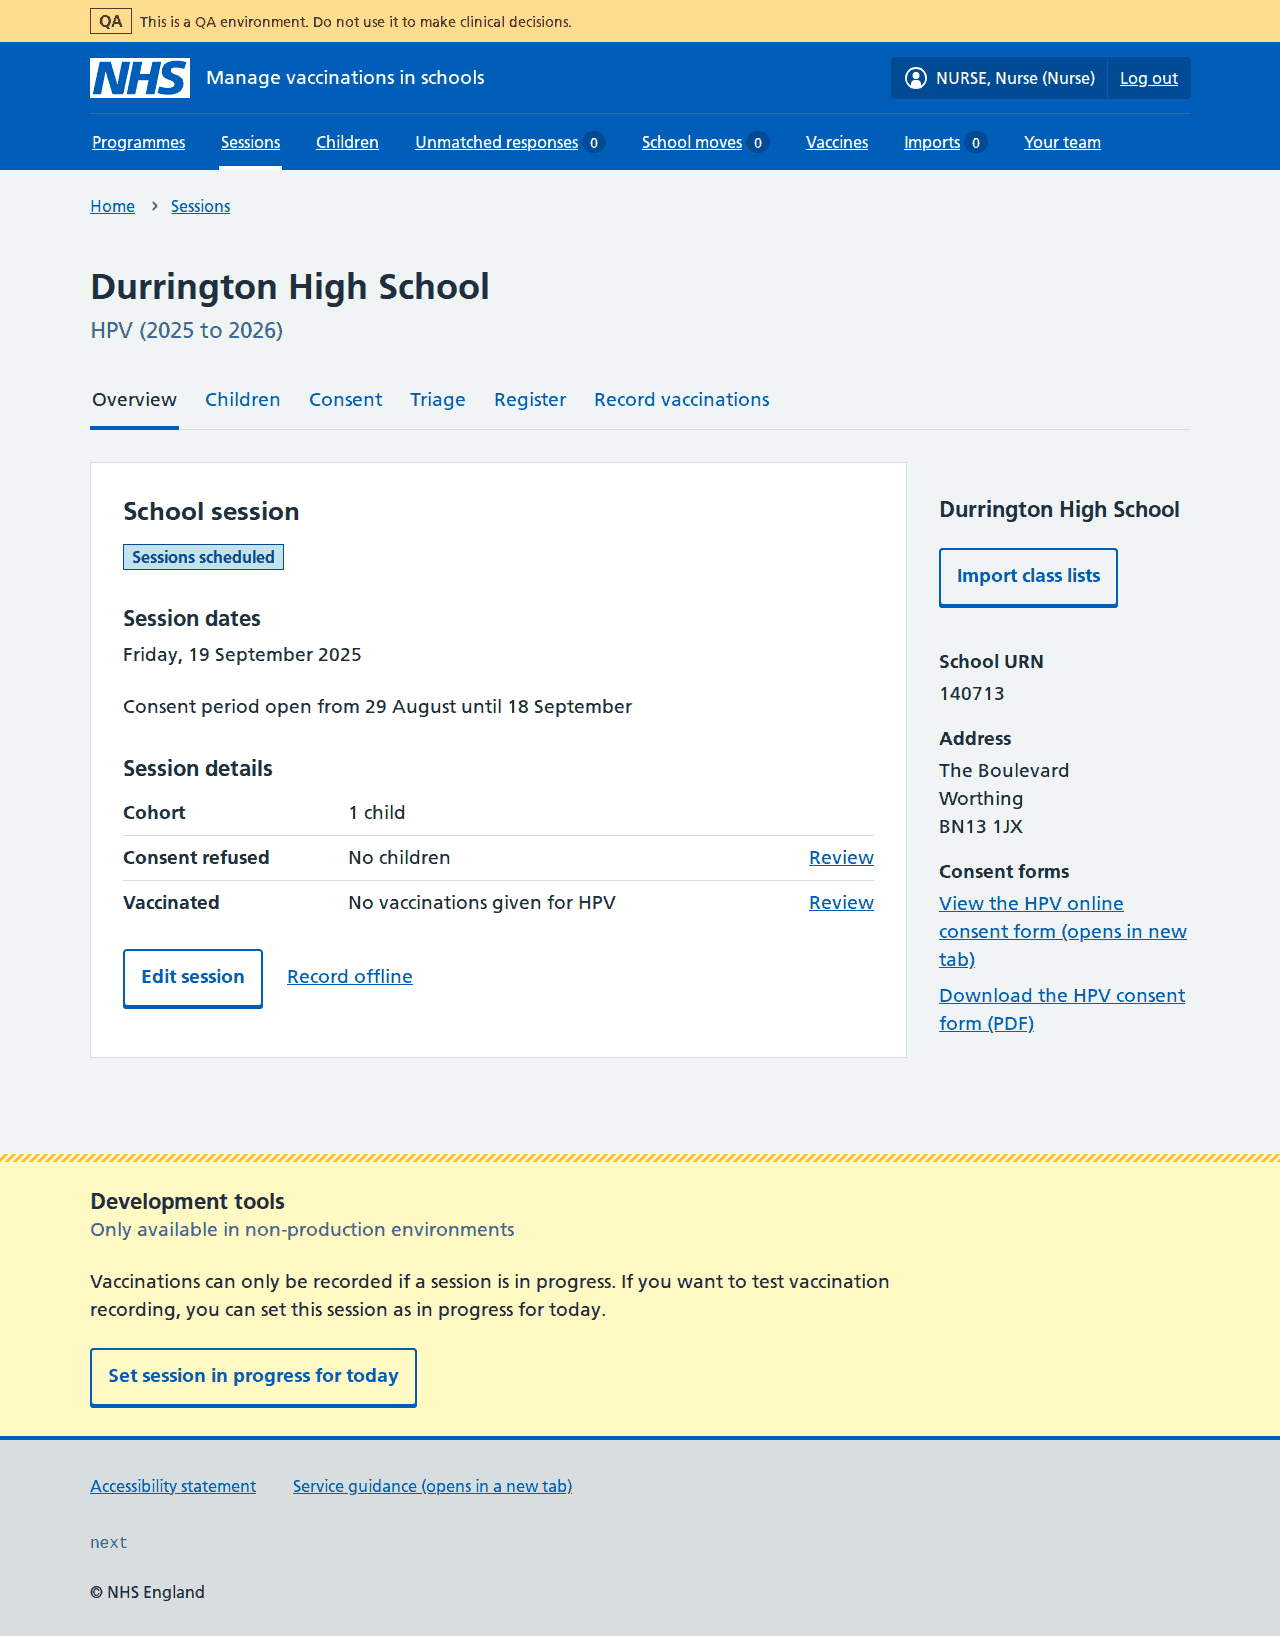 QA This is a QA environment. Do not use it to make clinical decisions.
NHS Manage vaccinations in schools NURSE, Nurse (Nurse) Log out
Programmes Sessions Children Unmatched responses 0 School moves 0 Vaccines Imports 0 Your team
Home Sessions
Durrington High School
HPV (2025 to 2026)
Overview Children Consent Triage Register Record vaccinations
School session
Sessions scheduled
Session dates
Friday, 19 September 2025
Consent period open from 29 August until 18 September
Session details
Cohort 1 child
Consent refused No children Review
Vaccinated No vaccinations given for HPV Review
Edit session Record offline
Durrington High School
Import class lists
School URN
140713
Address
The Boulevard
Worthing
BN13 1JX
Consent forms
View the HPV online
consent form (opens in new
tab)
Download the HPV consent
form (PDF)
Development tools
Only available in non-production environments
Vaccinations can only be recorded if a session is in progress. If you want to test vaccination
recording, you can set this session as in progress for today.
Set session in progress for today
Accessibility statement Service guidance (opens in a new tab)
next
© NHS England